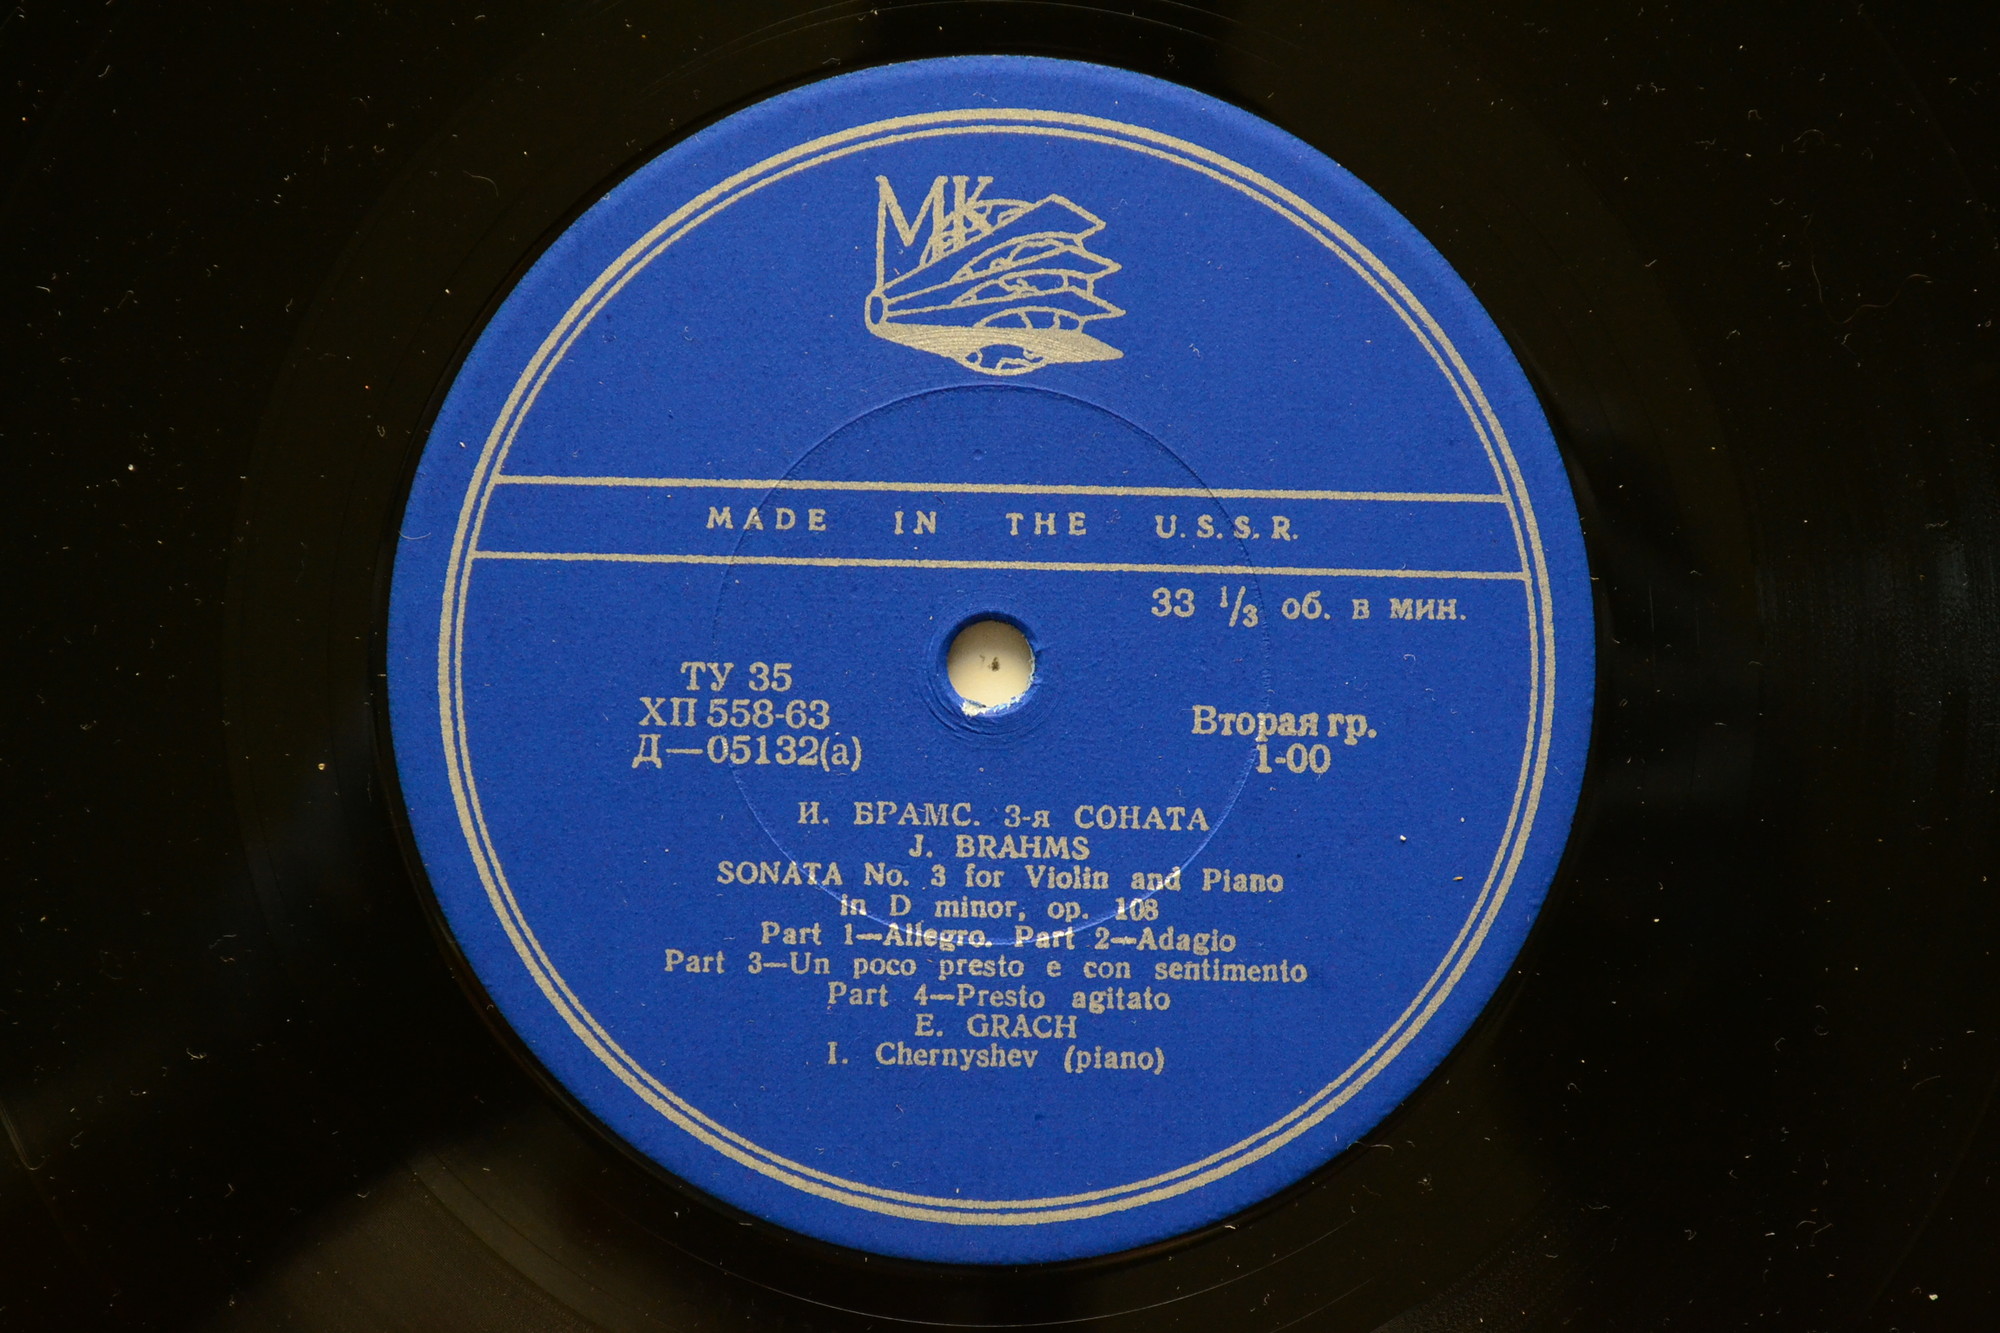 МК
MADE IN THE U.S.S.R.
33 1/3 об. в мин.
ТУ 35
ХП 558-63
Д—05132(а)
Вторая гр.
1-00
И. БРАМС. 3-я СОНАТА
J. BRAHMS
SONATA No. 3 for Violin and Piano
in D minor, op. 108
Part 1—Allegro. Part 2—Adagio
Part 3—Un poco presto e con sentimento
Part 4—Presto agitato
E. GRACH
I. Chernyshev (piano)